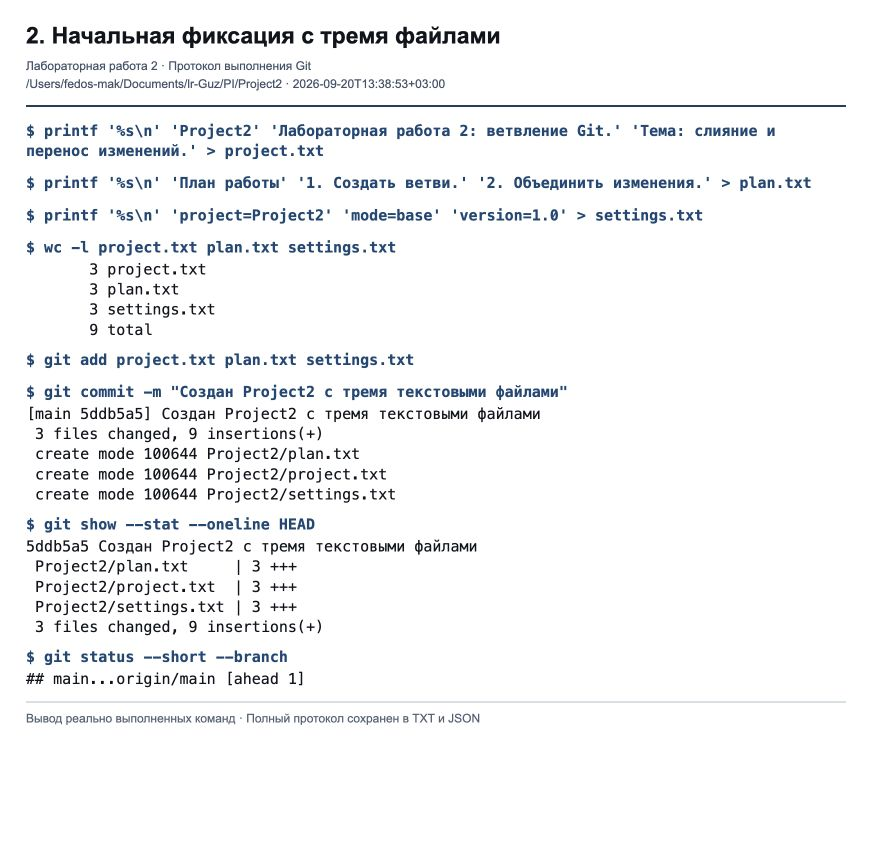 2. Начальная фиксация с тремя файлами
Лабораторная работа 2 · Протокол выполнения Git
/Users/fedos-mak/Documents/Ir-Guz/PI/Project2 · 2026-09-20T13:38:53+03:00
$ printf '%s\n' 'Project2' 'Лабораторная работа 2: ветвление Git.' 'Тема: слияние и
перенос изменений.' > project.txt
$ printf '%s\n' 'План работы' '1. Создать ветви.' '2. Объединить изменения.' > plan.txt
$ printf '%s\n' 'project=Project2' 'mode=base' 'version=1.0' > settings.txt
$ wc -l project.txt plan.txt settings.txt
       3 project.txt
       3 plan.txt
       3 settings.txt
       9 total
$ git add project.txt plan.txt settings.txt
$ git commit -m "Создан Project2 с тремя текстовыми файлами"
[main 5ddb5a5] Создан Project2 с тремя текстовыми файлами
 3 files changed, 9 insertions(+)
 create mode 100644 Project2/plan.txt
 create mode 100644 Project2/project.txt
 create mode 100644 Project2/settings.txt
$ git show --stat --oneline HEAD
5ddb5a5 Создан Project2 с тремя текстовыми файлами
 Project2/plan.txt     | 3 +++
 Project2/project.txt  | 3 +++
 Project2/settings.txt | 3 +++
 3 files changed, 9 insertions(+)
$ git status --short --branch
## main...origin/main [ahead 1]
Вывод реально выполненных команд · Полный протокол сохранен в TXT и JSON